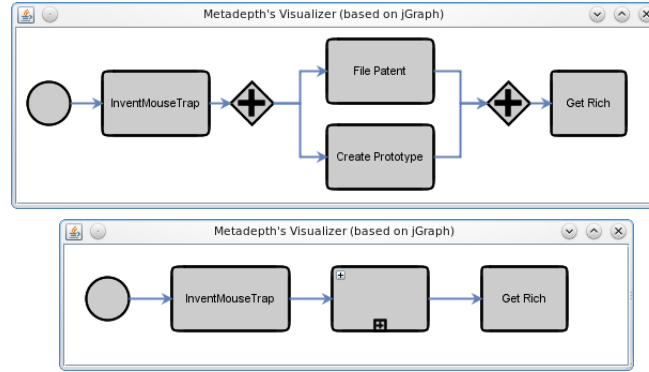 Metadepth's Visualizer (based on jGraph)
InventMouseTrap
File Patent
Create Prototype
Get Rich
Metadepth's Visualizer (based on jGraph)
InventMouseTrap
Get Rich